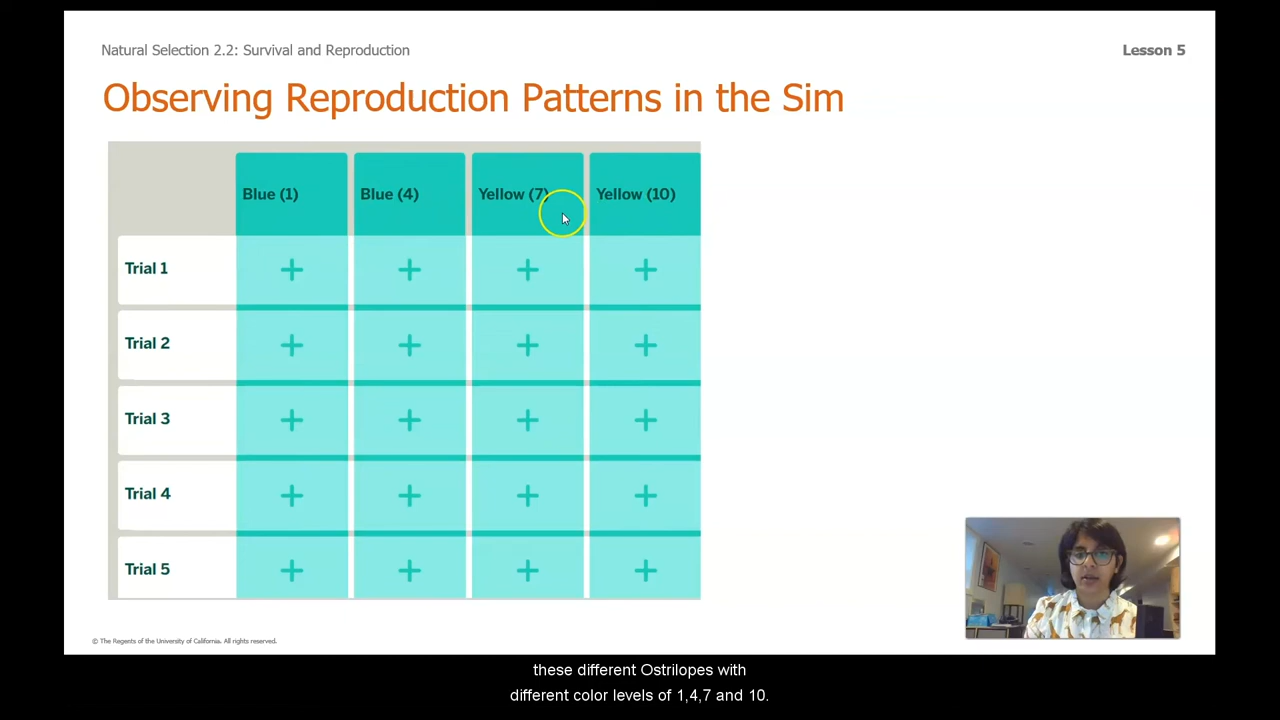 Natural Selection 2.2: Survival and Reproduction
Lesson 5
Observing Reproduction Patterns in the Sim
Blue (1) Blue (4) Yellow (7) Yellow (10)
Trial 1 + + + +
Trial 2 + + + +
Trial 3 + + + +
Trial 4 + + + +
Trial 5 + + + +
© The Regents of the University of California. All rights reserved.
these different Ostrilopes with
different color levels of 1,4,7 and 10.